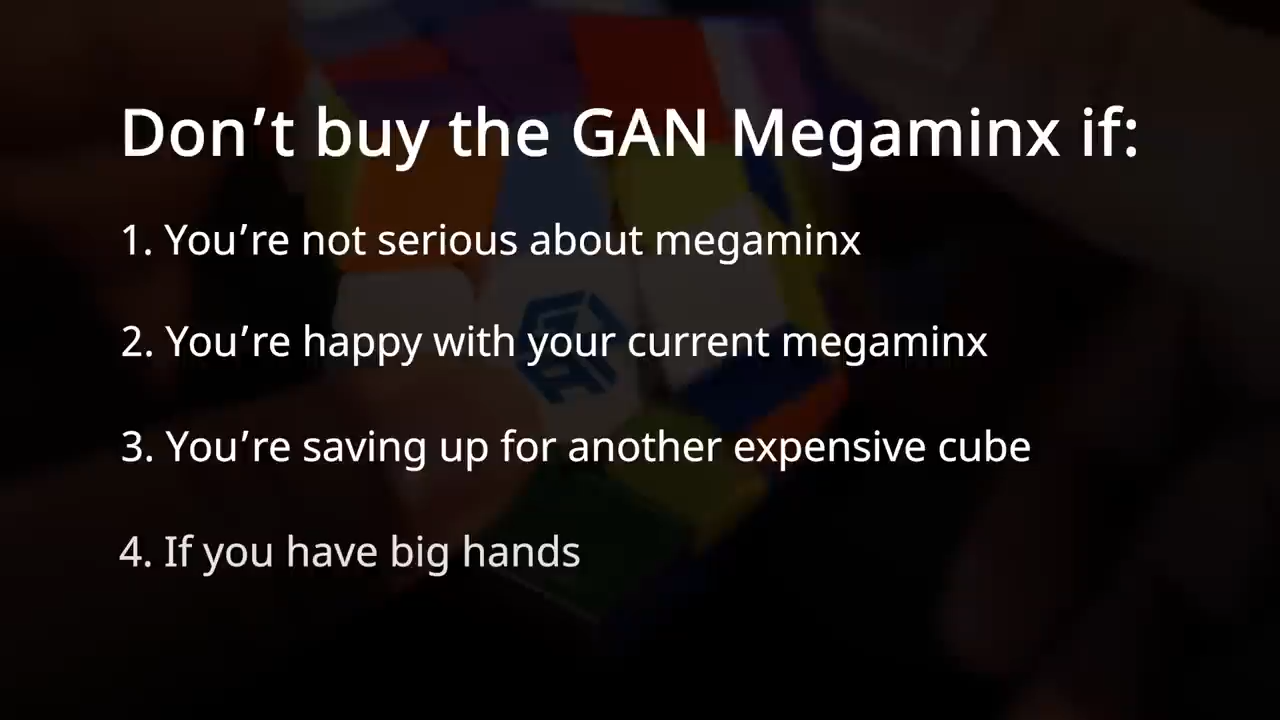 Don’t buy the GAN Megaminx if:
1. You’re not serious about megaminx
2. You’re happy with your current megaminx
3. You’re saving up for another expensive cube
4. If you have big hands